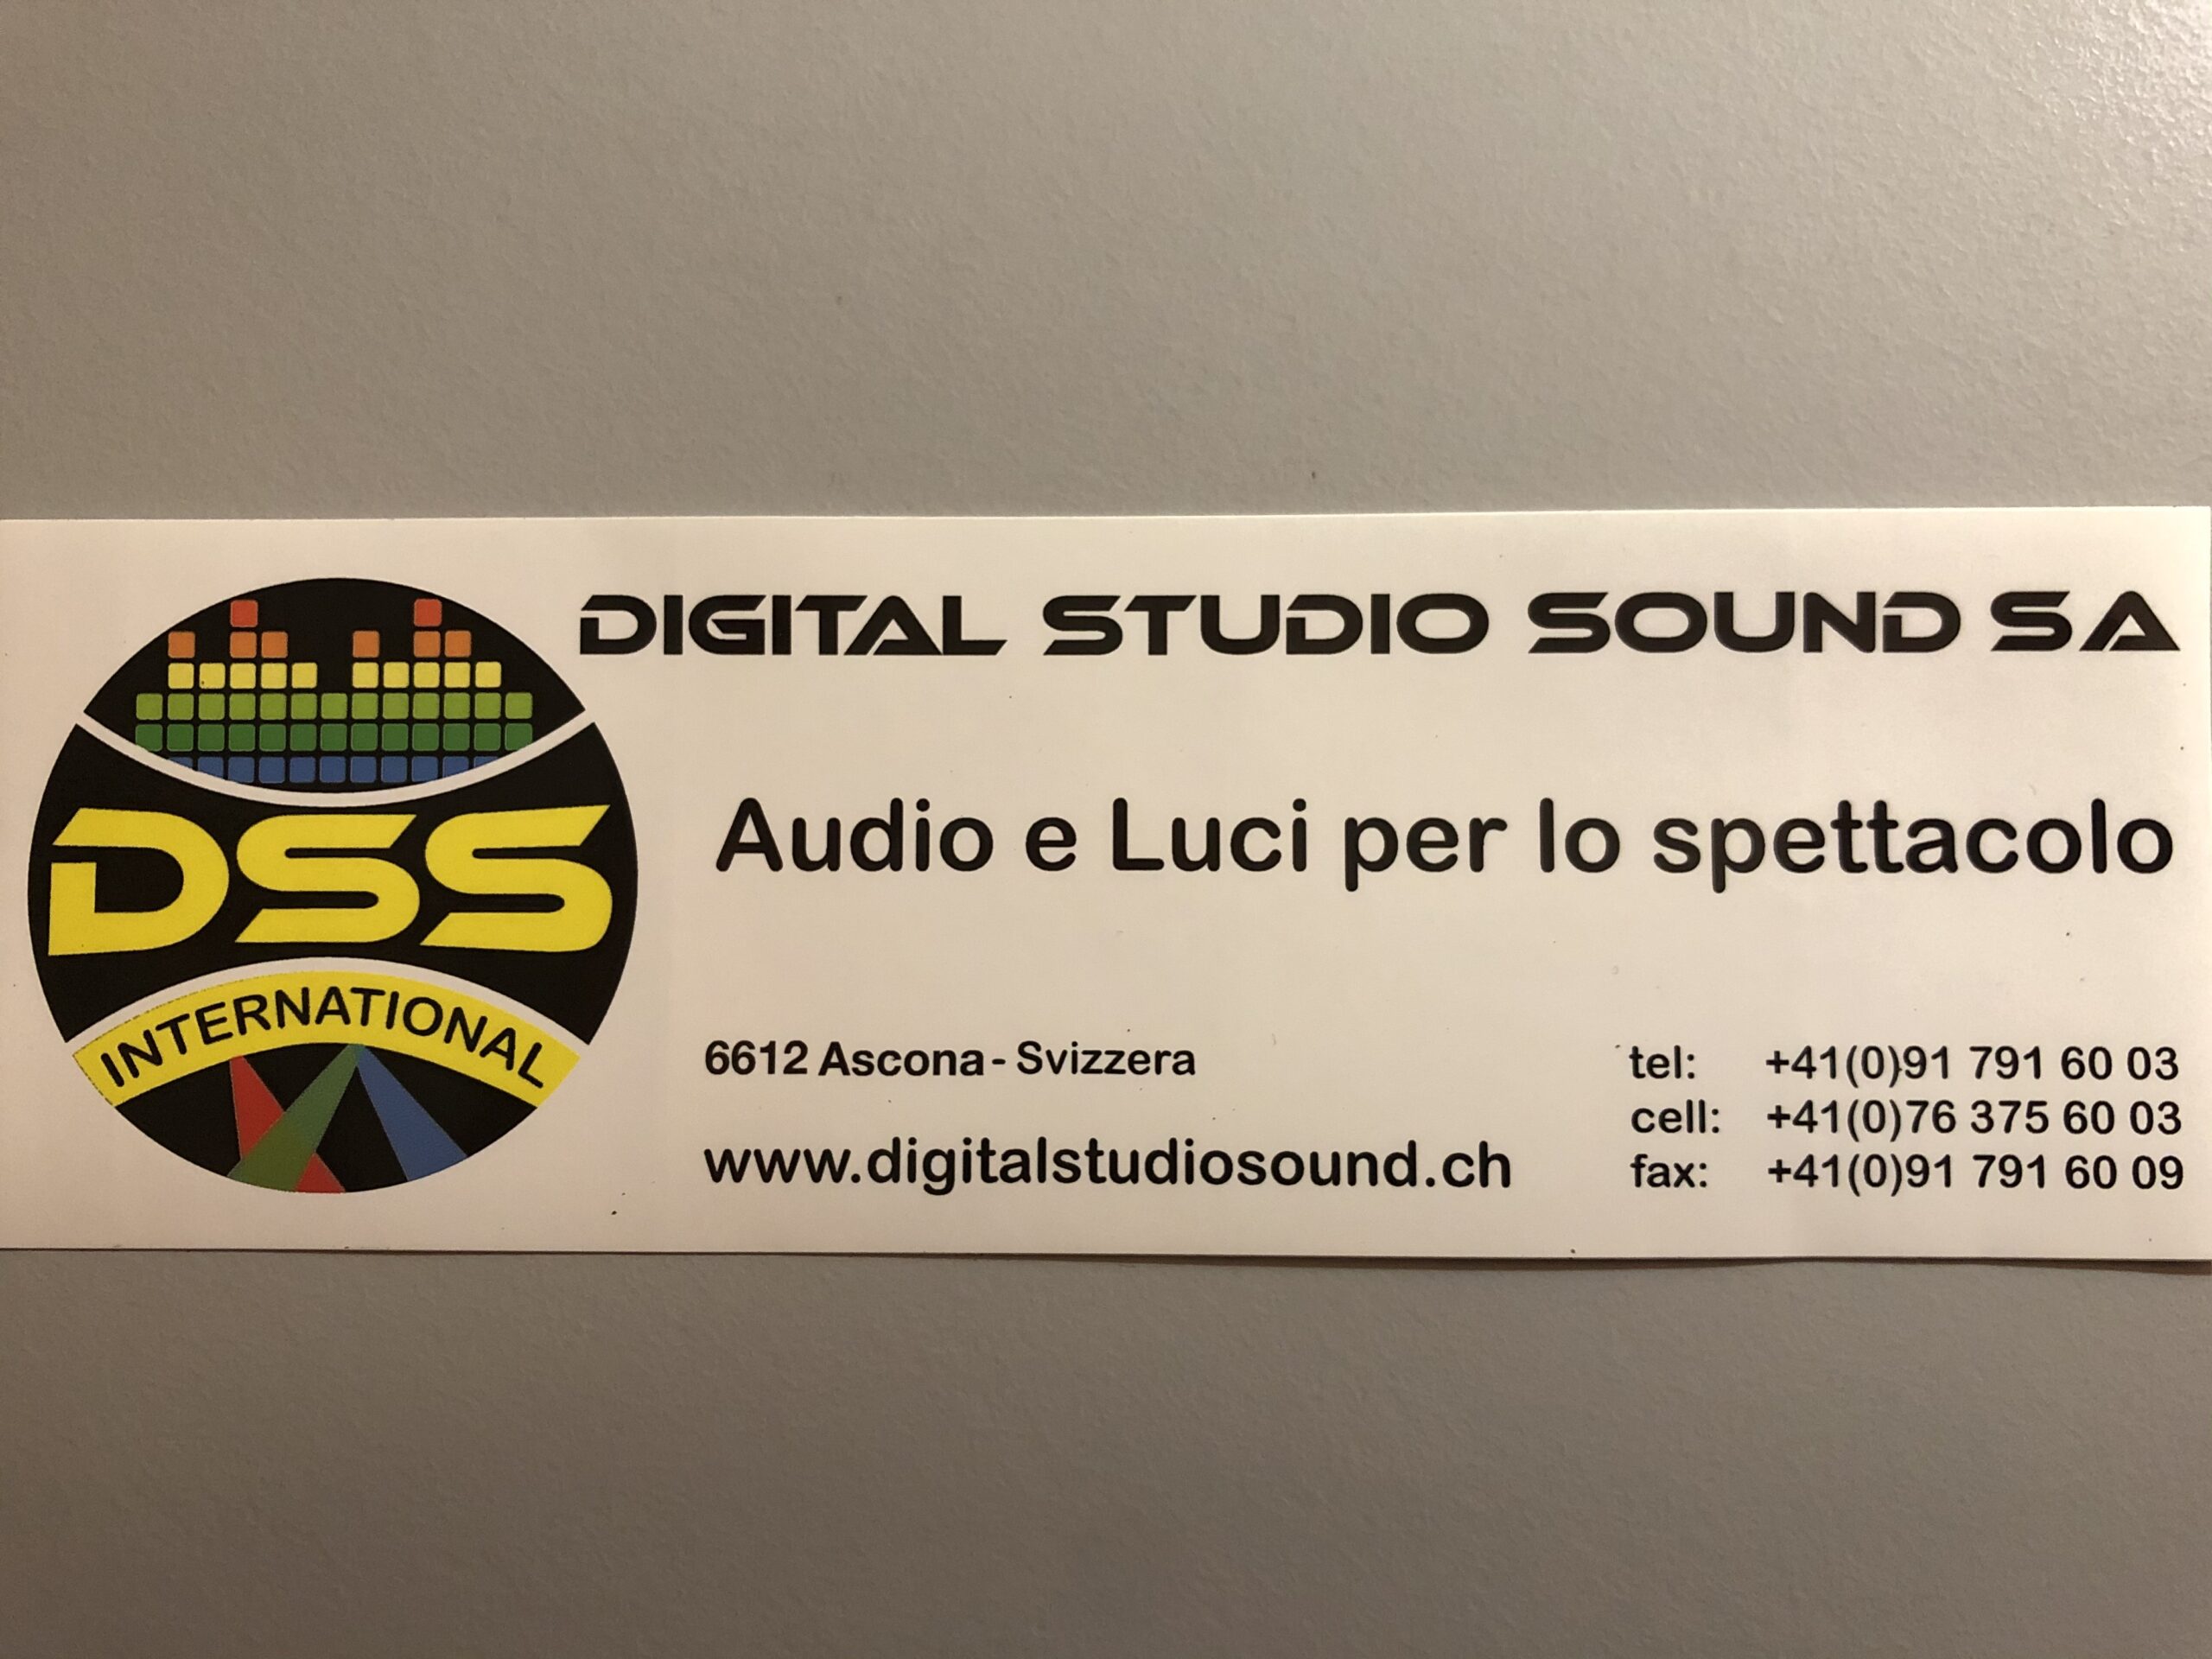 DIGITAL STUDIO SOUND SA
DSS
INTERNATIONAL
Audio e Luci per lo spettacolo
6612 Ascona - Svizzera
www.digitalstudiosound.ch
tel: +41(0)91 791 60 03
cell: +41(0)76 375 60 03
fax: +41(0)91 791 60 09